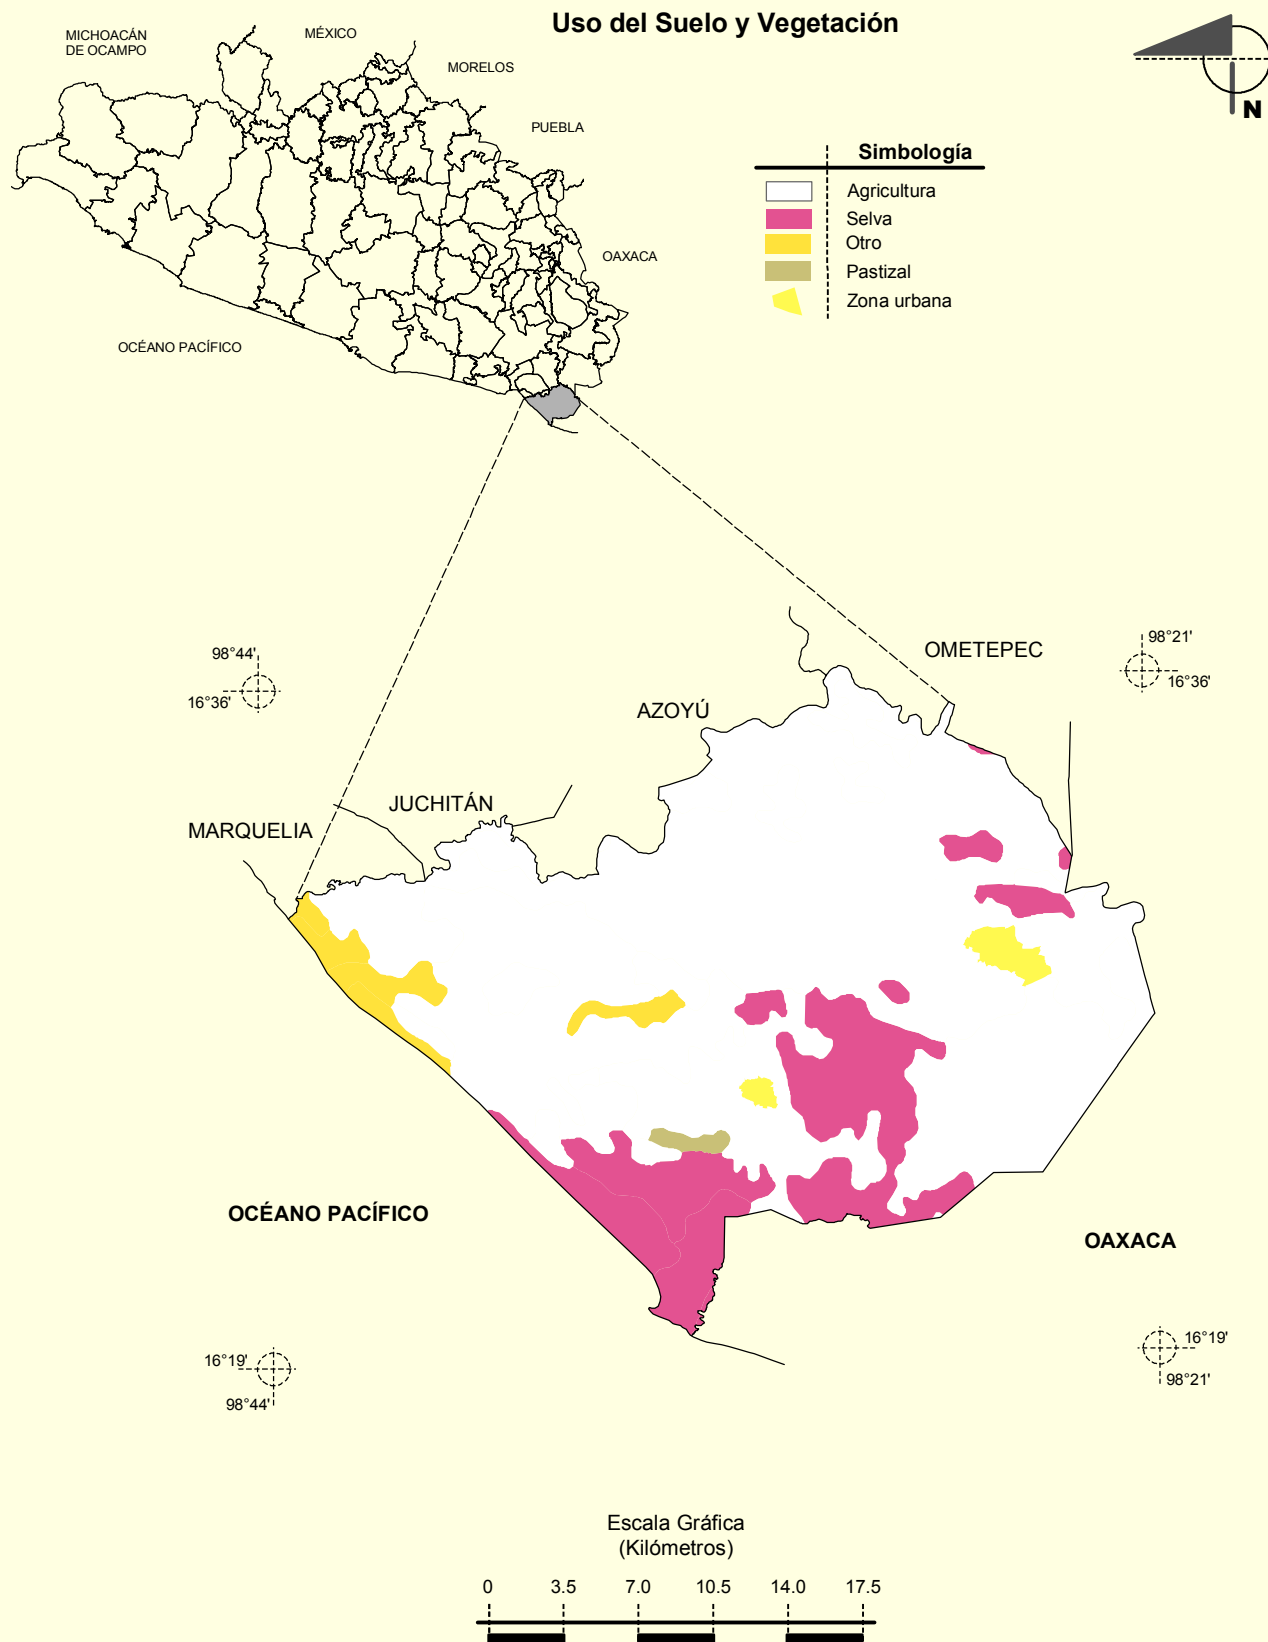 Uso del Suelo y Vegetación
MICHOACÁN
DE OCAMPO
MÉXICO
MORELOS
PUEBLA
OAXACA
OCÉANO PACÍFICO
N
Simbología
Agricultura
Selva
Otro
Pastizal
Zona urbana
98°44'
16°36'
98°21'
16°36'
OMETEPEC
AZOYÚ
JUCHITÁN
MARQUELIA
OCÉANO PACÍFICO
OAXACA
16°19'
98°44'
16°19'
98°21'
Escala Gráfica
(Kilómetros)
0 3.5 7.0 10.5 14.0 17.5